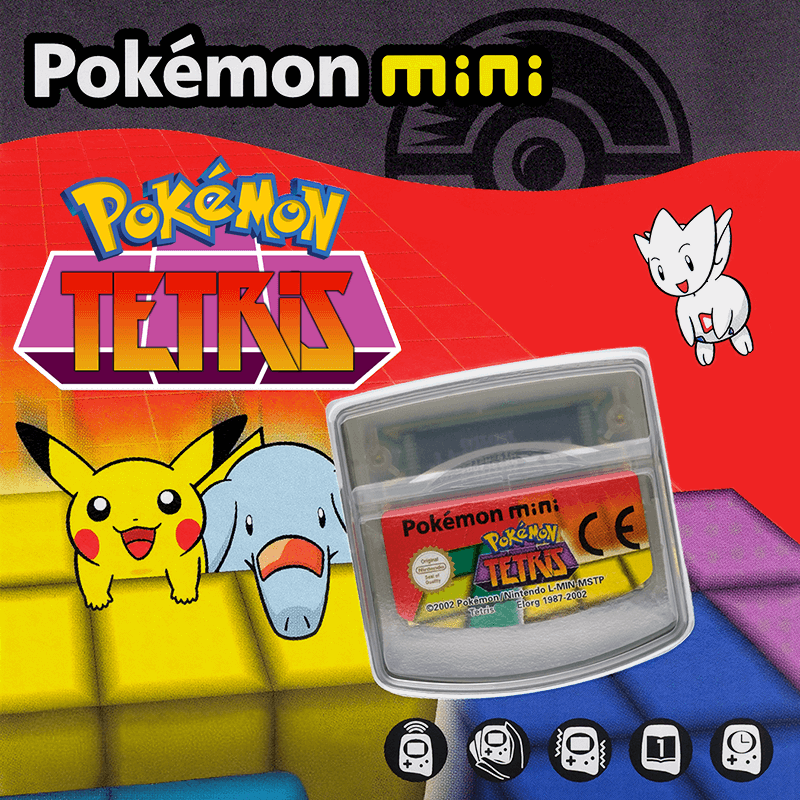 Pokémon mini
POKéMON
TETRIS
Pokémon mini
POKéMON
TETRIS
CE
Original
Nintendo
Seal of
Quality
©2002 Pokémon/Nintendo L-MIN-MSTP
Tetris Elorg 1987-2002
1